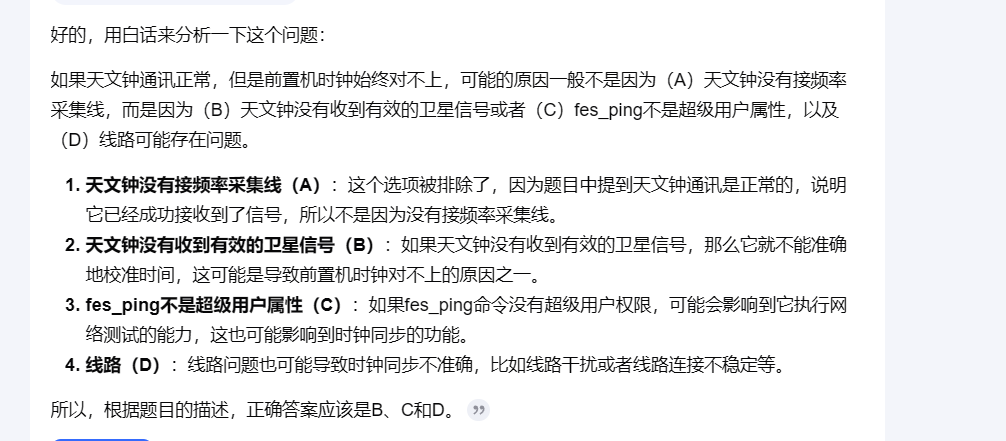 好的，用白话来分析一下这个问题：
如果天文钟通讯正常，但是前置机时钟始终对不上，可能的原因一般不是因为（A）天文钟没有接频率
采集线，而是因为（B）天文钟没有收到有效的卫星信号或者（C）fes_ping不是超级用户属性，以及
（D）线路可能存在问题。
1. 天文钟没有接频率采集线（A）：这个选项被排除了，因为题目中提到天文钟通讯是正常的，说明
它已经成功接收到了信号，所以不是因为没有接频率采集线。
2. 天文钟没有收到有效的卫星信号（B）：如果天文钟没有收到有效的卫星信号，那么它就不能准确
地校准时间，这可能是导致前置机时钟对不上的原因之一。
3. fes_ping不是超级用户属性（C）：如果fes_ping命令没有超级用户权限，可能会影响到它执行网
络测试的能力，这也可能影响到时钟同步的功能。
4. 线路（D）：线路问题也可能导致时钟同步不准确，比如线路干扰或者线路连接不稳定等。
所以，根据题目的描述，正确答案应该是B、C和D。